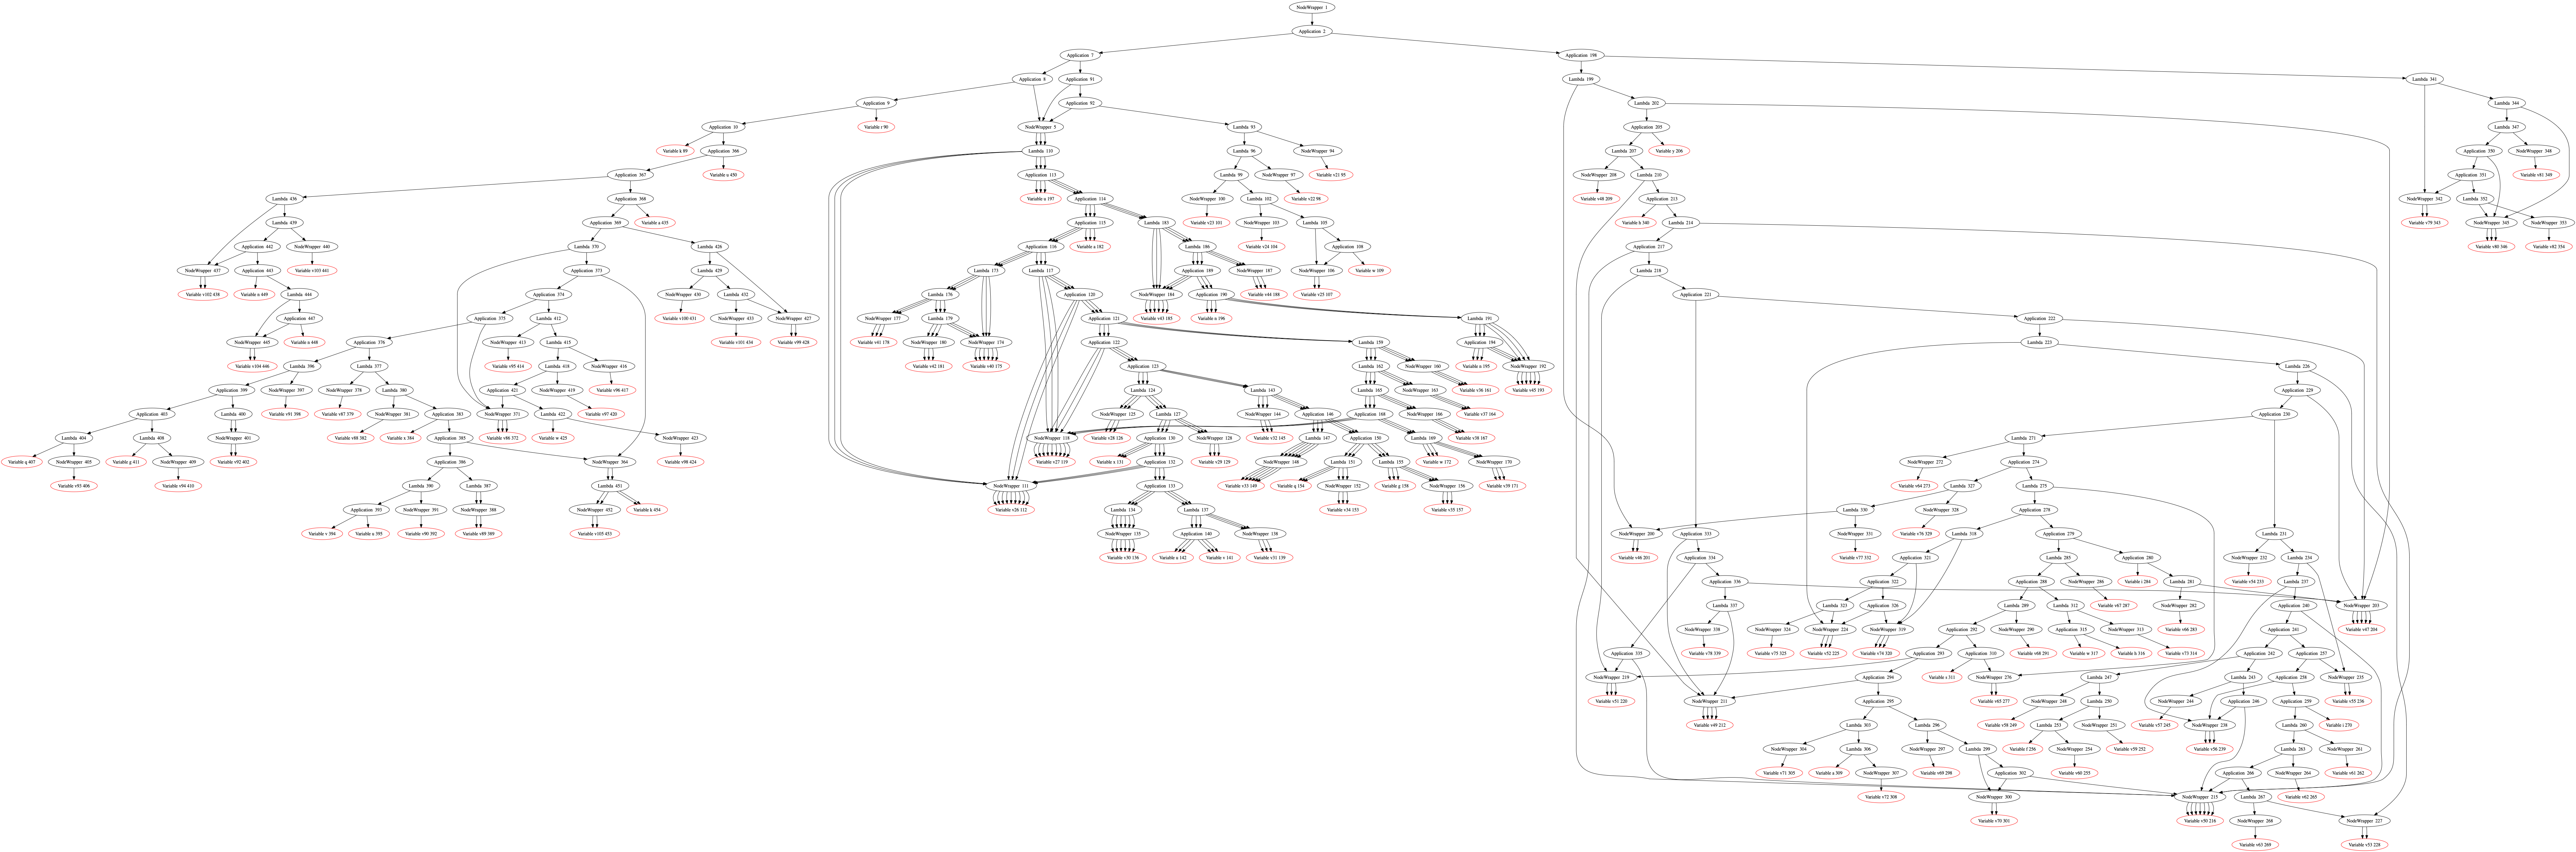 NodeWrapper 1
Application 2
Application 7
Application 198
Application 8
Application 91
Lambda 199
Lambda 341
Application 9
Application 92
Lambda 202
Lambda 344
Application 10
Variable r 90
NodeWrapper 5
Lambda 93
Application 205
Lambda 347
Variable k 89
Application 366
Lambda 110
Lambda 96
NodeWrapper 94
Lambda 207
Variable y 206
Application 350
NodeWrapper 348
Application 367
Variable o 450
Application 113
Lambda 99
NodeWrapper 97
Variable v21 95
NodeWrapper 208
Lambda 210
Application 351
Variable v81 349
Lambda 436
Application 368
Application 114
NodeWrapper 100
Lambda 102
Variable v22 98
Variable v48 209
Application 213
NodeWrapper 342
Lambda 352
Lambda 439
Application 369
Variable a 435
Application 115
Lambda 183
Variable v23 101
NodeWrapper 103
Lambda 105
Variable h 340
Lambda 214
Variable v79 343
NodeWrapper 345
NodeWrapper 353
Application 442
NodeWrapper 440
Lambda 370
Lambda 426
Application 116
Variable a 182
Lambda 186
Variable v24 104
Application 108
Application 217
Variable v80 346
Variable v82 354
NodeWrapper 437
Application 443
Variable v103 441
Application 373
Lambda 429
Lambda 173
Lambda 117
Application 189
NodeWrapper 187
NodeWrapper 106
Variable w 109
Lambda 218
Variable v102 438
Variable n 449
Lambda 444
Application 374
NodeWrapper 430
Lambda 432
Lambda 176
Application 120
NodeWrapper 184
Application 190
Variable v44 188
Variable v25 107
Application 221
Application 447
Application 375
Lambda 412
Variable v100 431
NodeWrapper 433
NodeWrapper 427
NodeWrapper 177
Lambda 179
Application 121
Variable v43 185
Lambda 191
Application 222
NodeWrapper 445
Application 376
NodeWrapper 413
Lambda 415
Variable v101 434
Variable v99 428
Variable v41 178
NodeWrapper 180
NodeWrapper 174
Application 122
Lambda 159
Application 194
Lambda 223
Variable v104 446
Lambda 396
Lambda 377
Variable v95 414
Lambda 418
NodeWrapper 416
Variable v42 181
Variable v40 175
Application 123
Lambda 162
NodeWrapper 160
NodeWrapper 192
Lambda 226
Application 399
NodeWrapper 397
NodeWrapper 378
Lambda 380
Application 421
NodeWrapper 419
Variable v96 417
Lambda 124
Lambda 143
Lambda 165
NodeWrapper 163
Variable v36 161
Variable v45 193
Application 229
Application 403
Lambda 400
Variable v91 398
Variable v87 379
NodeWrapper 381
Application 383
NodeWrapper 371
Lambda 422
Variable v97 420
NodeWrapper 125
Lambda 127
NodeWrapper 144
Application 146
Application 168
NodeWrapper 166
Variable v37 164
Application 230
Lambda 404
Lambda 408
NodeWrapper 401
Variable v88 382
Variable x 384
Application 385
Variable v86 372
Variable w 425
NodeWrapper 423
NodeWrapper 118
Variable v28 126
Application 130
NodeWrapper 128
Variable v32 145
Lambda 147
Application 150
Lambda 169
Variable v38 167
Lambda 271
Lambda 231
Variable q 407
NodeWrapper 405
Variable g 411
NodeWrapper 409
Variable v92 402
Application 386
NodeWrapper 364
Variable v98 424
Variable v27 119
Variable x 131
Application 132
Variable v29 129
NodeWrapper 148
Lambda 151
Lambda 155
Variable w 172
NodeWrapper 170
NodeWrapper 272
Application 274
NodeWrapper 232
Lambda 234
Variable v93 406
Variable v94 410
Lambda 390
Lambda 387
Lambda 451
NodeWrapper 111
Application 133
Variable v33 149
Variable q 154
NodeWrapper 152
Variable g 158
NodeWrapper 156
Variable v39 171
Variable v64 273
Lambda 327
Lambda 275
Variable v54 233
Lambda 237
Application 393
NodeWrapper 391
NodeWrapper 388
NodeWrapper 452
Variable k 454
Variable v26 112
Lambda 134
Lambda 137
Variable v34 153
Variable v35 157
Lambda 330
NodeWrapper 328
Application 278
Application 240
NodeWrapper 203
Variable v 394
Variable u 395
Variable v90 392
Variable v89 389
Variable v105 453
NodeWrapper 135
Application 140
NodeWrapper 138
NodeWrapper 200
NodeWrapper 331
Variable v76 329
Lambda 318
Application 279
Application 241
Variable v47 204
Variable v30 136
Variable u 142
Variable v 141
Variable v31 139
Variable v46 201
Application 333
Variable v77 332
Application 321
Lambda 285
Application 280
Application 242
Application 257
Application 334
Application 322
Application 288
NodeWrapper 286
Variable i 284
Lambda 281
Lambda 247
Lambda 243
Application 258
NodeWrapper 235
Application 336
Lambda 323
Application 326
Lambda 289
Lambda 312
Variable v67 287
NodeWrapper 282
NodeWrapper 248
Lambda 250
NodeWrapper 244
Application 246
Application 259
Variable v55 236
Lambda 337
NodeWrapper 324
NodeWrapper 224
NodeWrapper 319
Application 292
NodeWrapper 290
Application 315
NodeWrapper 313
Variable v66 283
Variable v58 249
Lambda 253
NodeWrapper 251
Variable v57 245
NodeWrapper 238
Lambda 260
Variable i 270
Application 335
NodeWrapper 338
Variable v75 325
Variable v52 225
Variable v74 320
Application 293
Application 310
Variable v68 291
Variable w 317
Variable h 316
Variable v73 314
Variable f 256
NodeWrapper 254
Variable v59 252
Variable v56 239
Lambda 263
NodeWrapper 261
NodeWrapper 219
Variable v78 339
Application 294
Variable s 311
NodeWrapper 276
Variable v60 255
Application 266
NodeWrapper 264
Variable v61 262
Variable v51 220
NodeWrapper 211
Application 295
Variable v65 277
NodeWrapper 215
Lambda 267
Variable v62 265
Variable v49 212
Lambda 303
Lambda 296
Variable v50 216
NodeWrapper 268
NodeWrapper 227
NodeWrapper 304
Lambda 306
NodeWrapper 297
Lambda 299
Variable v63 269
Variable v53 228
Variable v71 305
Variable a 309
NodeWrapper 307
Variable v69 298
Application 302
Variable v72 308
NodeWrapper 300
Variable v70 301